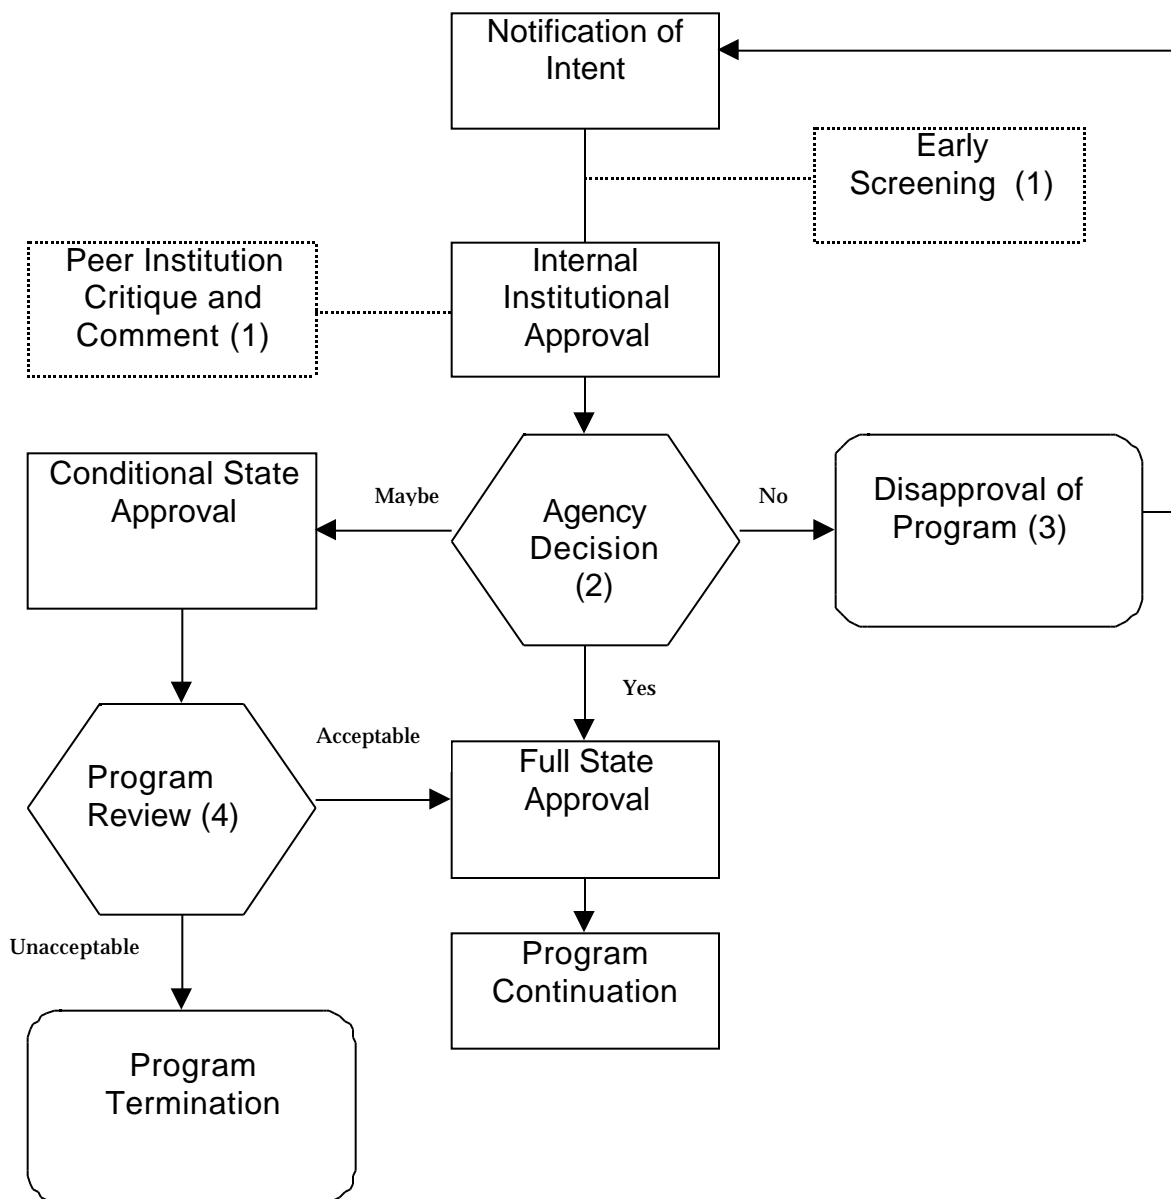 Notification of
Intent
Early
Screening (1)
Peer Institution
Critique and
Comment (1)
Internal
Institutional
Approval
Conditional State
Approval
Maybe
Agency
Decision
(2)
No
Disapproval of
Program (3)
Yes
Program
Review (4)
Acceptable
Full State
Approval
Unacceptable
Program
Continuation
Program
Termination